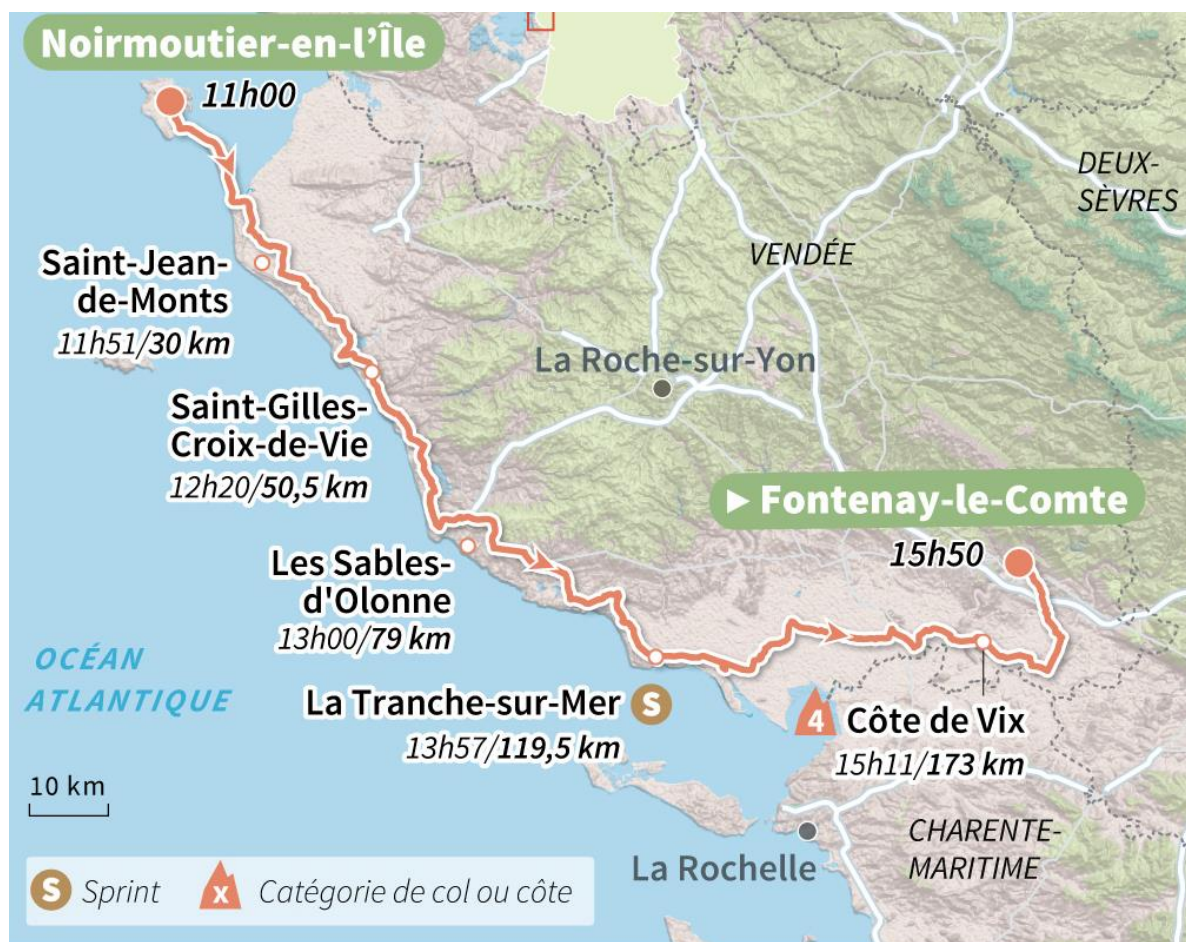 Noirmoutier-en-l'Île
11h00
DEUX-
SÈVRES
VENDÉE
Saint-Jean-
de-Monts
11h51/30 km
La Roche-sur-Yon
Saint-Gilles-
Croix-de-Vie
12h20/50,5 km
► Fontenay-le-Comte
15h50
Les Sables-
d'Olonne
13h00/79 km
OCÉAN
ATLANTIQUE
La Tranche-sur-Mer S
13h57/119,5 km
4 Côte de Vix
15h11/173 km
10 km
CHARENTE-
MARITIME
La Rochelle
S Sprint x Catégorie de col ou côte